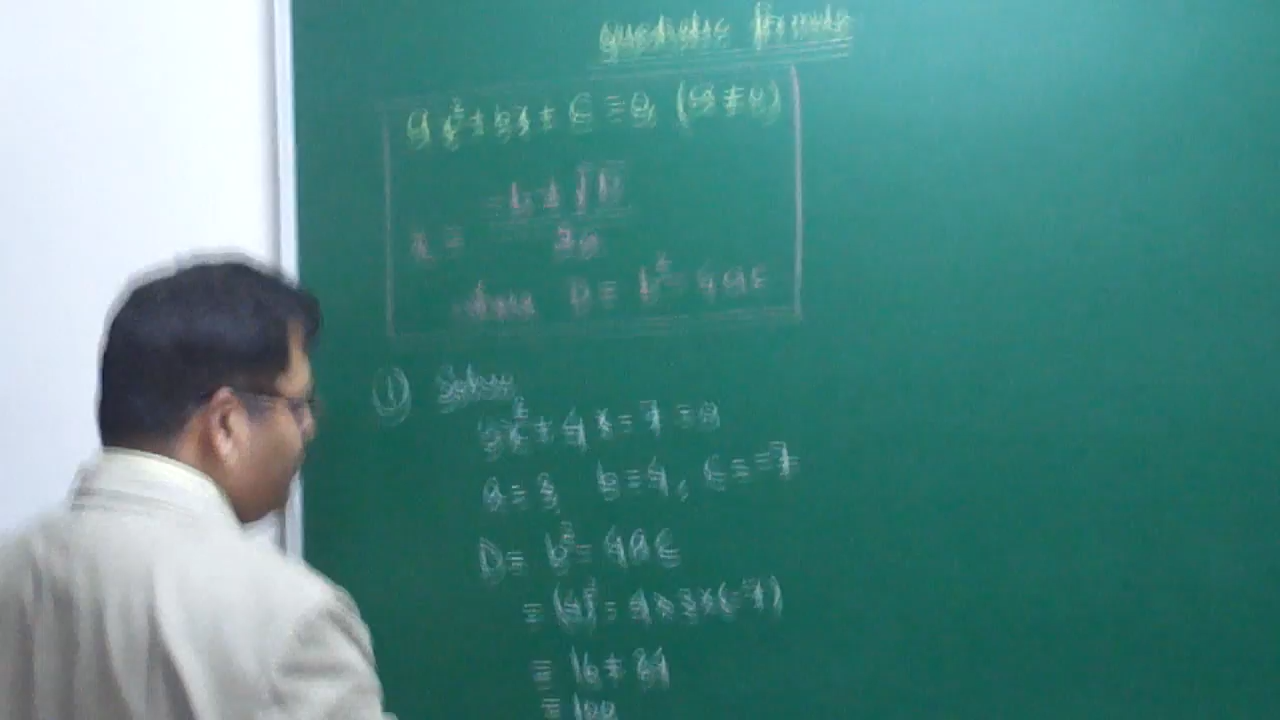 Quadratic formula
ax² + bx + c = 0, (a ≠ 0)
x = (-b ± √D) / 2a
D = b² - 4ac
① Solve
3x² + 4x - 7 = 0
a = 3 b = 4, c = -7
D = b² - 4ac
= (4)² - 4 × 3 × (-7)
= 16 + 84
= 100